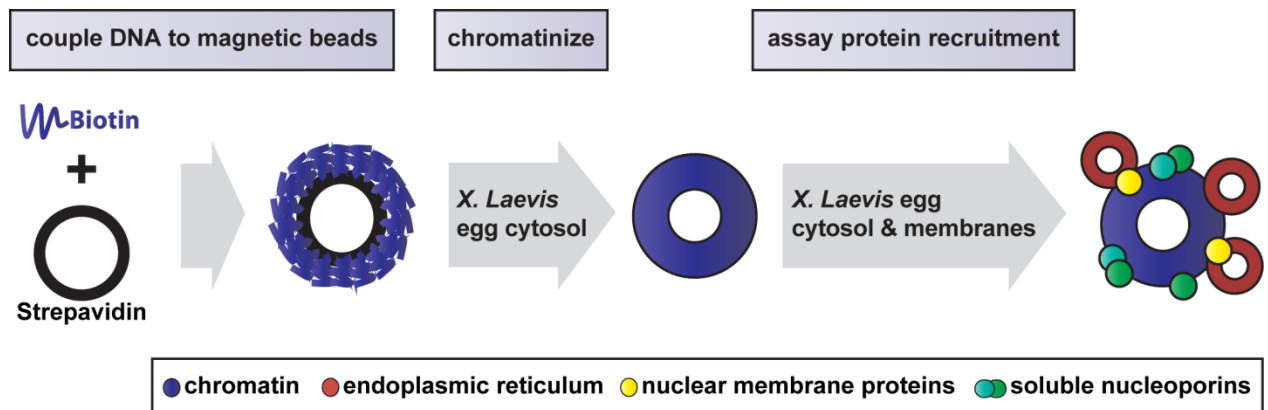 couple DNA to magnetic beads
chromatinize
assay protein recruitment
Biotin
+
Strepavidin
X. Laevis
egg cytosol
X. Laevis egg
cytosol & membranes
chromatin
endoplasmic reticulum
nuclear membrane proteins
soluble nucleoporins